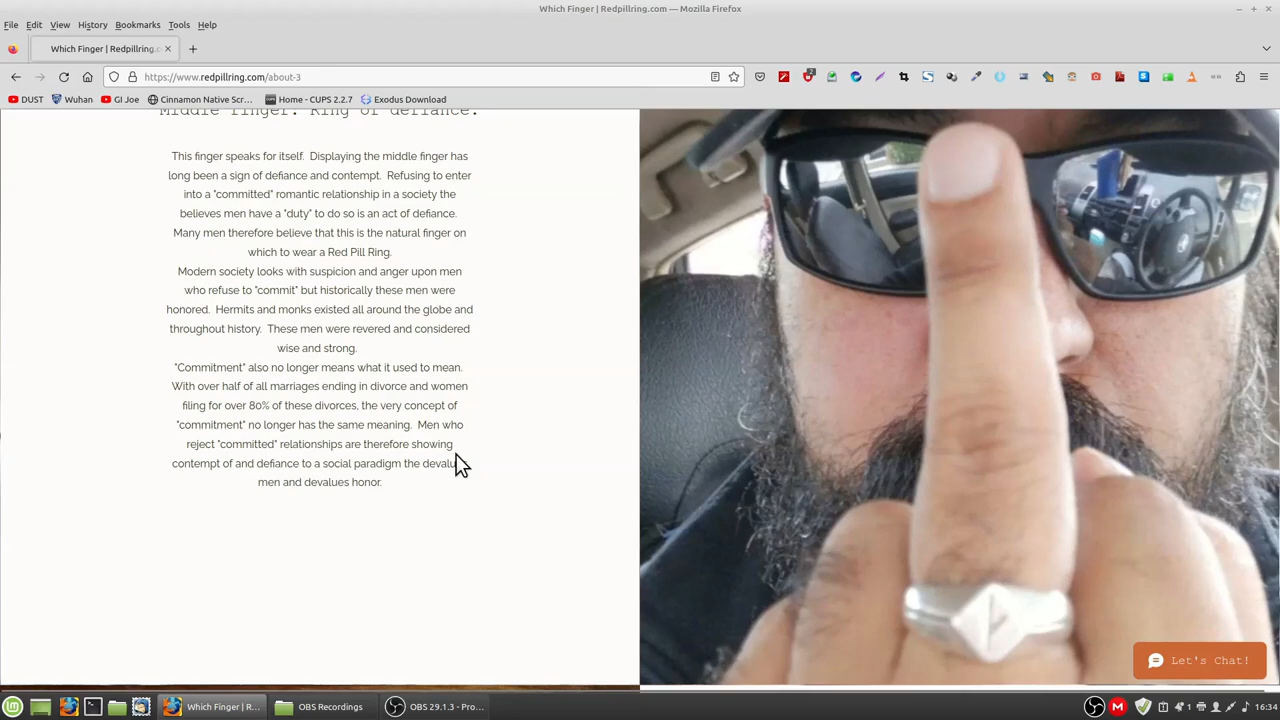 Which Finger | Redpillring.com — Mozilla Firefox
File Edit View History Bookmarks Tools Help
Which Finger | Redpillring.c
https://www.redpillring.com/about-3
DUST Wuhan GI Joe Cinnamon Native Scr… Home - CUPS 2.2.7 Exodus Download
Middle finger: Ring of defiance.
This finger speaks for itself. Displaying the middle finger has
long been a sign of defiance and contempt. Refusing to enter
into a "committed" romantic relationship in a society the
believes men have a "duty" to do so is an act of defiance.
Many men therefore believe that this is the natural finger on
which to wear a Red Pill Ring.
Modern society looks with suspicion and anger upon men
who refuse to "commit" but historically these men were
honored. Hermits and monks existed all around the globe and
throughout history. These men were revered and considered
wise and strong.
"Commitment" also no longer means what it used to mean.
With over half of all marriages ending in divorce and women
filing for over 80% of these divorces, the very concept of
"commitment" no longer has the same meaning. Men who
reject "committed" relationships are therefore showing
contempt of and defiance to a social paradigm the devalu
men and devalues honor.
Let's Chat!
Which Finger | R… OBS Recordings OBS 29.1.3 - Pro… 1 16:34